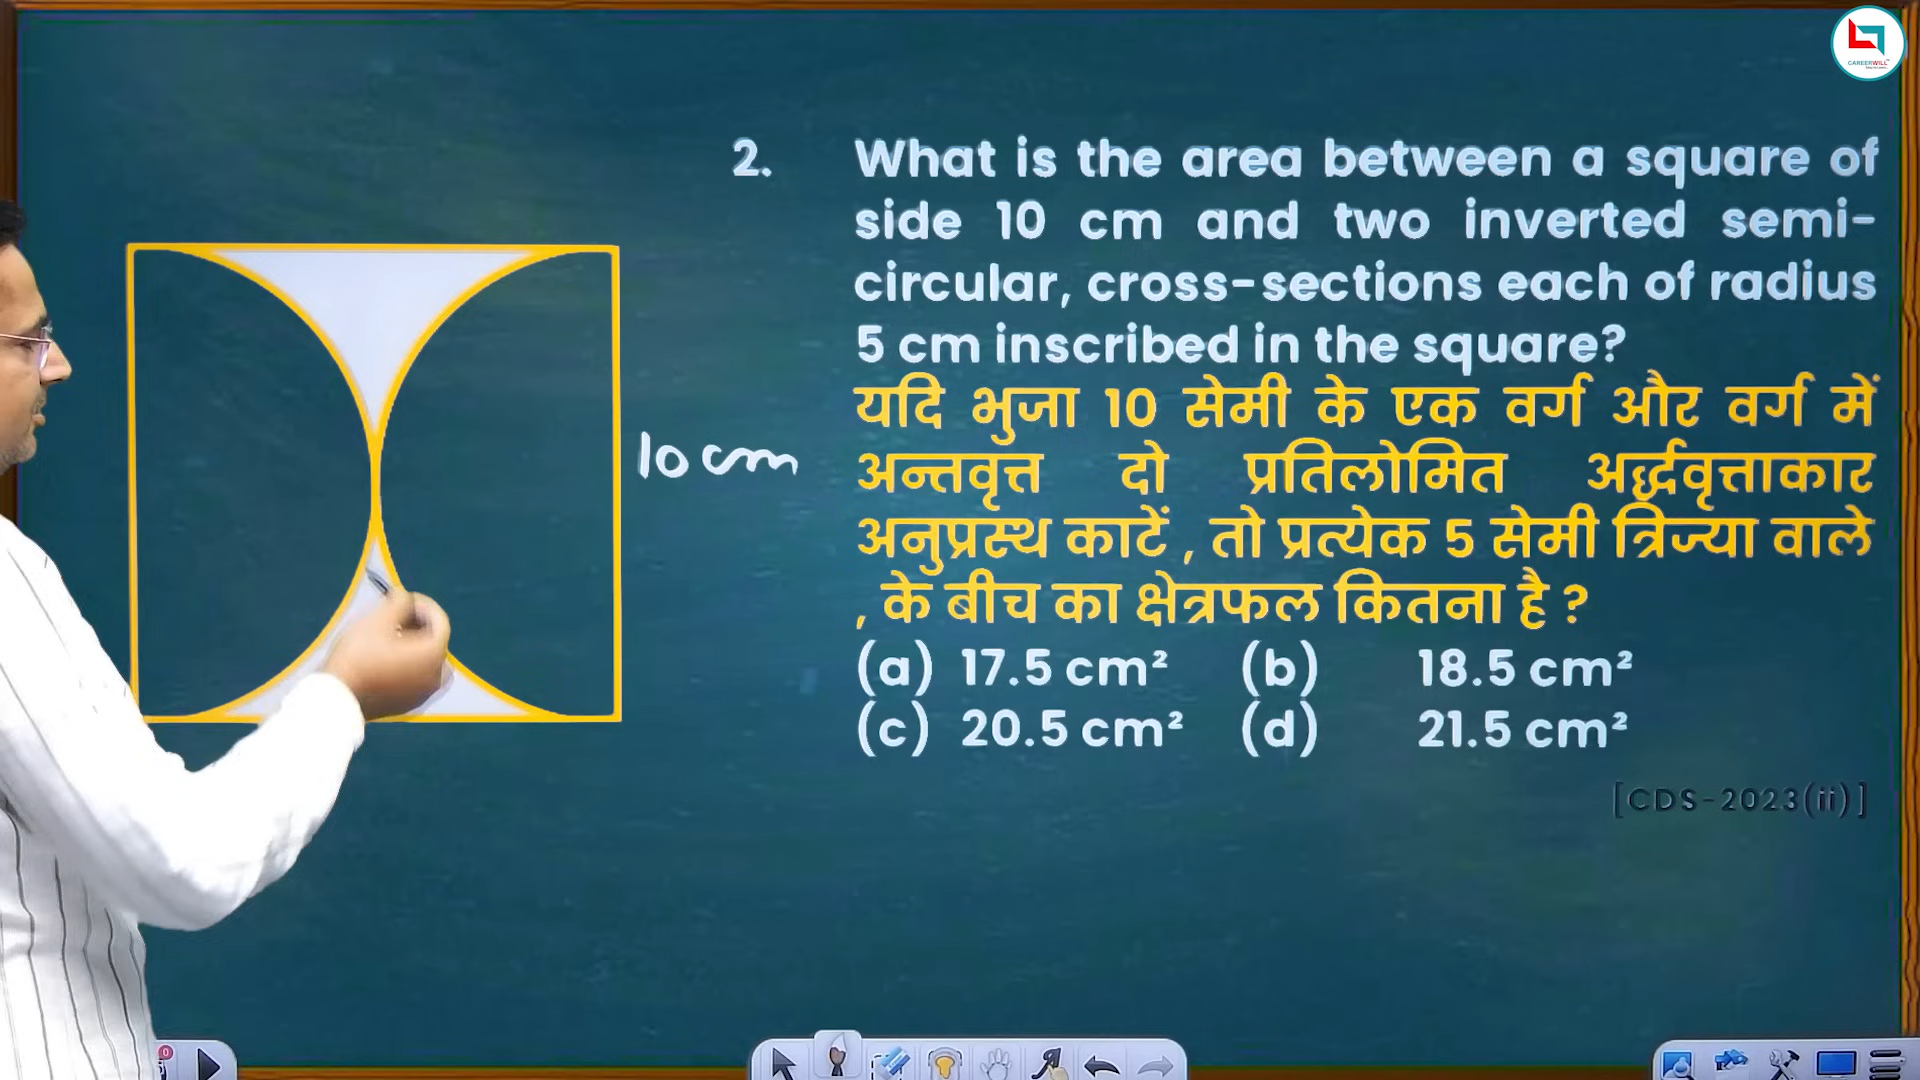 CAREERWILL
2. What is the area between a square of
side 10 cm and two inverted semi-
circular, cross-sections each of radius
5 cm inscribed in the square?
10 cm
यदि भुजा 10 सेमी के एक वर्ग और वर्ग में
अन्तवृत्त दो प्रतिलोमित अर्द्धवृत्ताकार
अनुप्रस्थ काटें , तो प्रत्येक 5 सेमी त्रिज्या वाले
, के बीच का क्षेत्रफल कितना है ?
(a) 17.5 cm² (b) 18.5 cm²
(c) 20.5 cm² (d) 21.5 cm²
[CDS-2023(ii)]